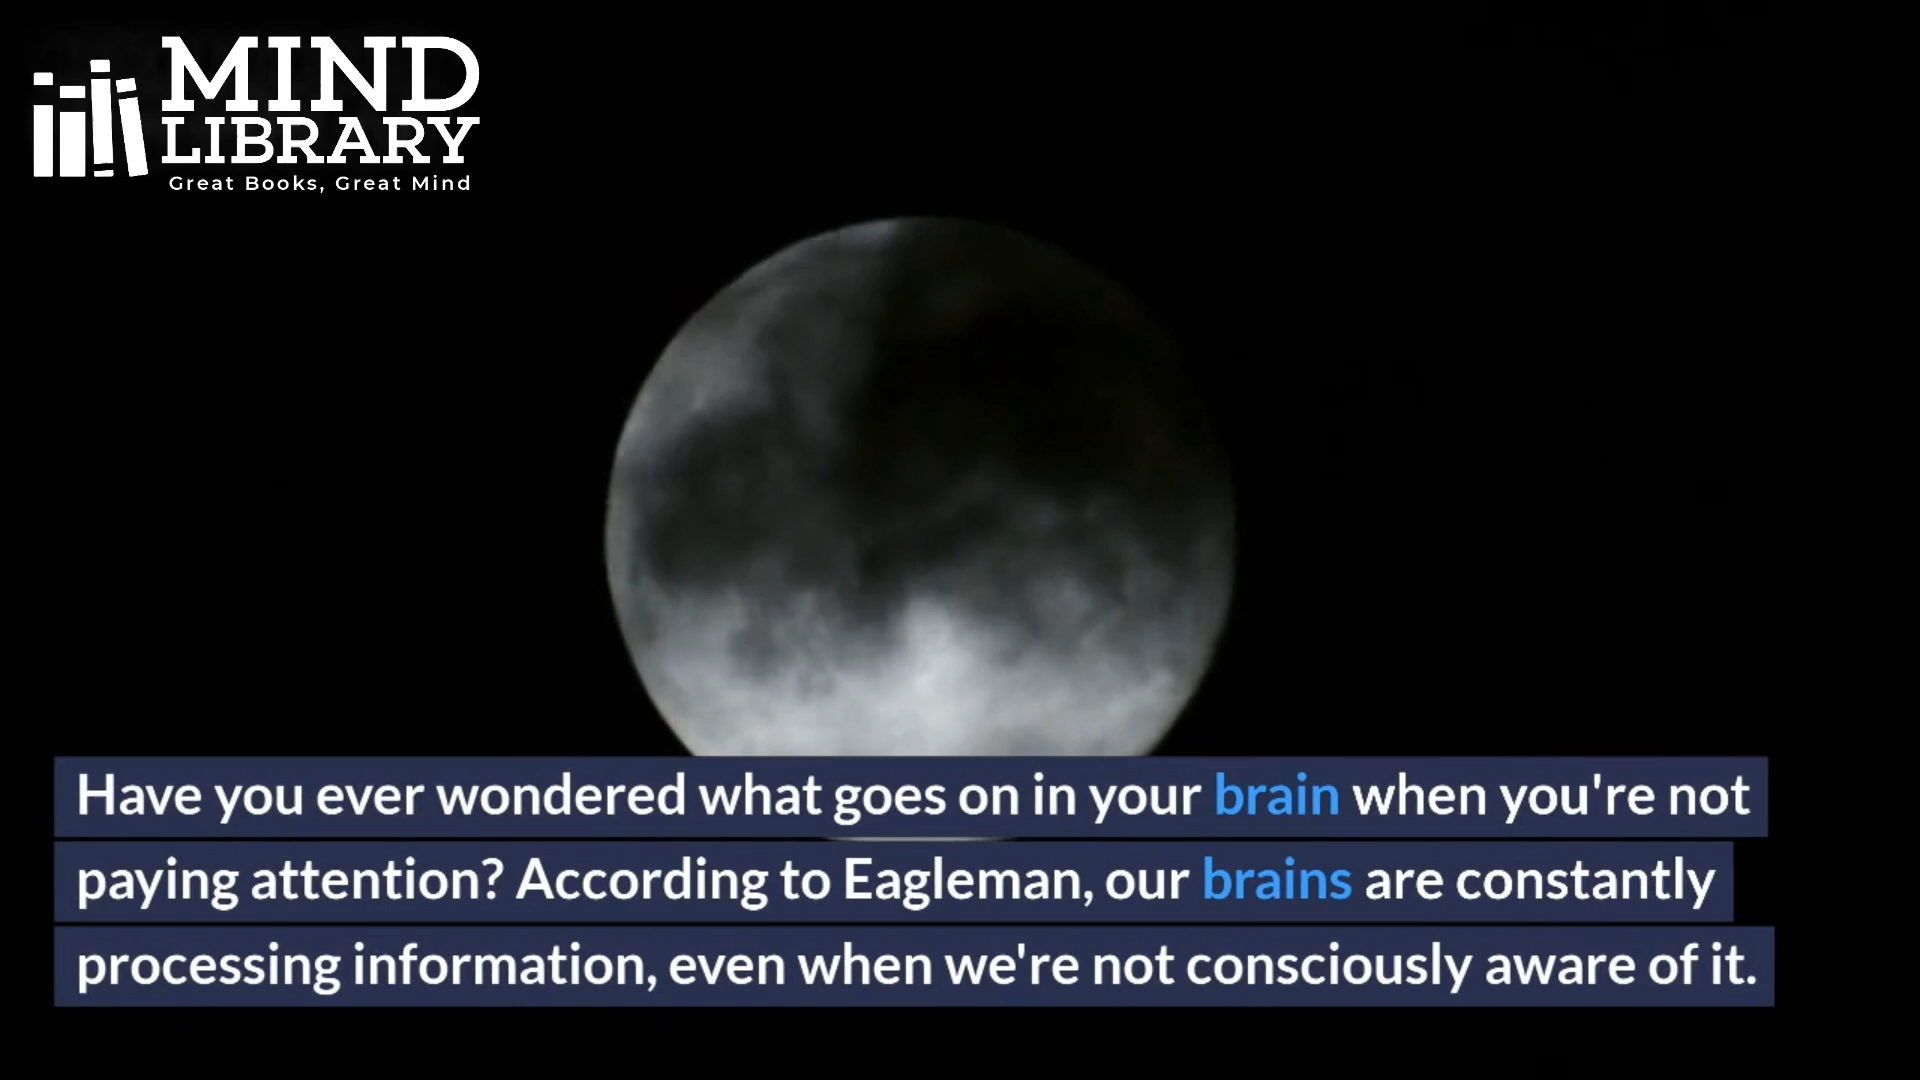 MIND
LIBRARY
Great Books, Great Mind
Have you ever wondered what goes on in your brain when you're not
paying attention? According to Eagleman, our brains are constantly
processing information, even when we're not consciously aware of it.